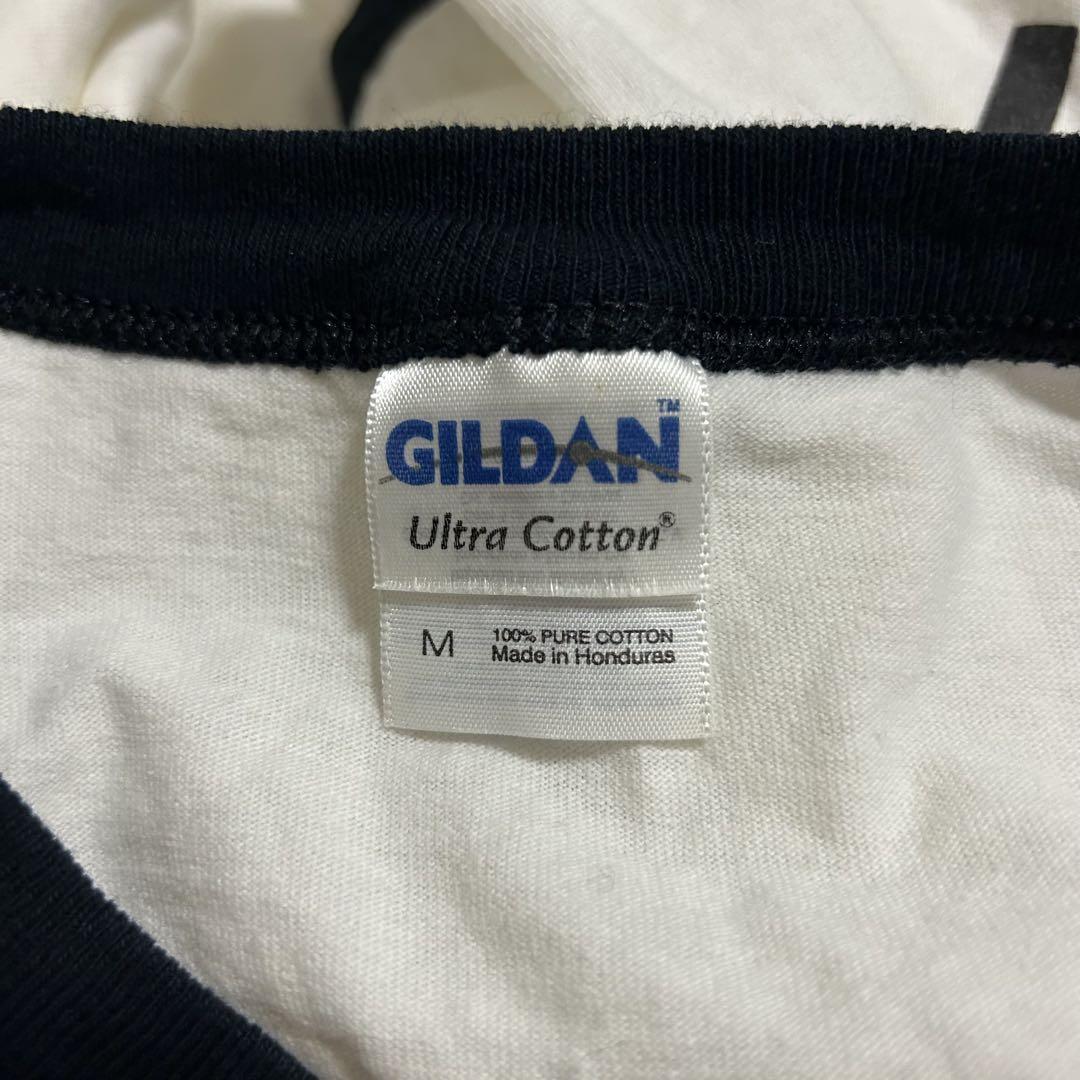 GILDAN™
Ultra Cotton®
M
100% PURE COTTON
Made in Honduras